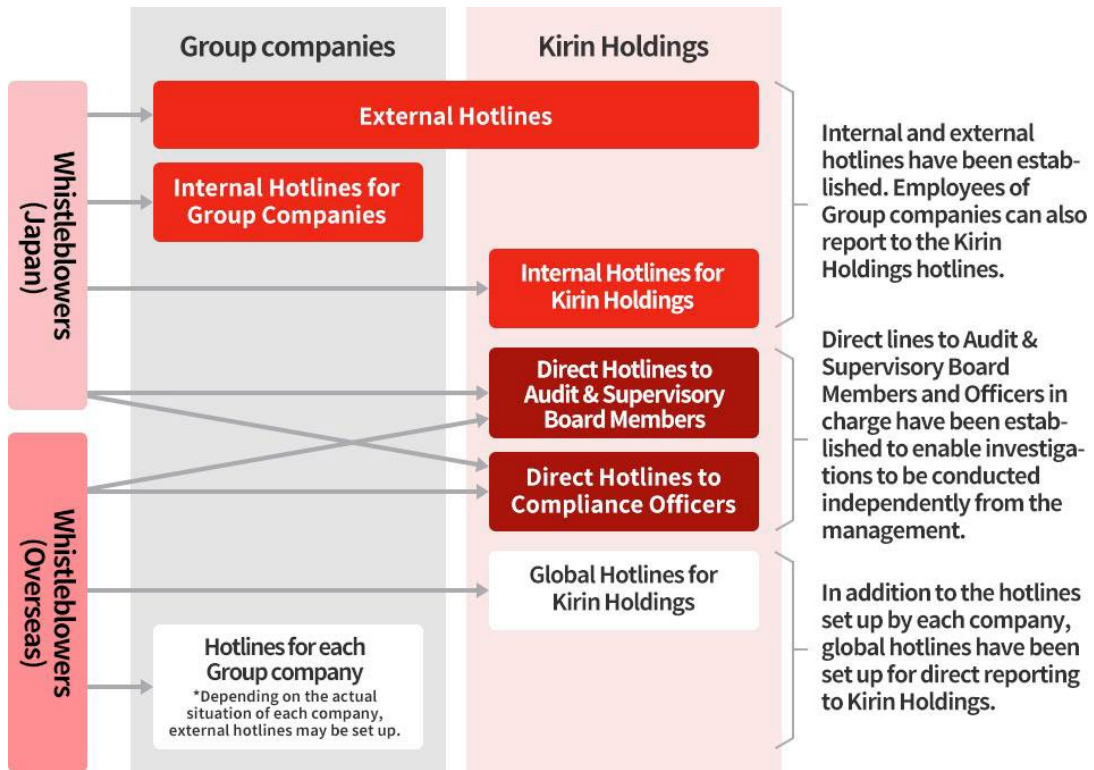 Group companies
Kirin Holdings
Whistleblowers
(Japan)
External Hotlines
Internal Hotlines for
Group Companies
Internal Hotlines for
Kirin Holdings
Internal and external
hotlines have been estab-
lished. Employees of
Group companies can also
report to the Kirin
Holdings hotlines.
Direct Hotlines to
Audit & Supervisory
Board Members
Direct Hotlines to
Compliance Officers
Direct lines to Audit &
Supervisory Board
Members and Officers in
charge have been estab-
lished to enable investiga-
tions to be conducted
independently from the
management.
Whistleblowers
(Overseas)
Global Hotlines for
Kirin Holdings
Hotlines for each
Group company
*Depending on the actual
situation of each company,
external hotlines may be set up.
In addition to the hotlines
set up by each company,
global hotlines have been
set up for direct reporting
to Kirin Holdings.